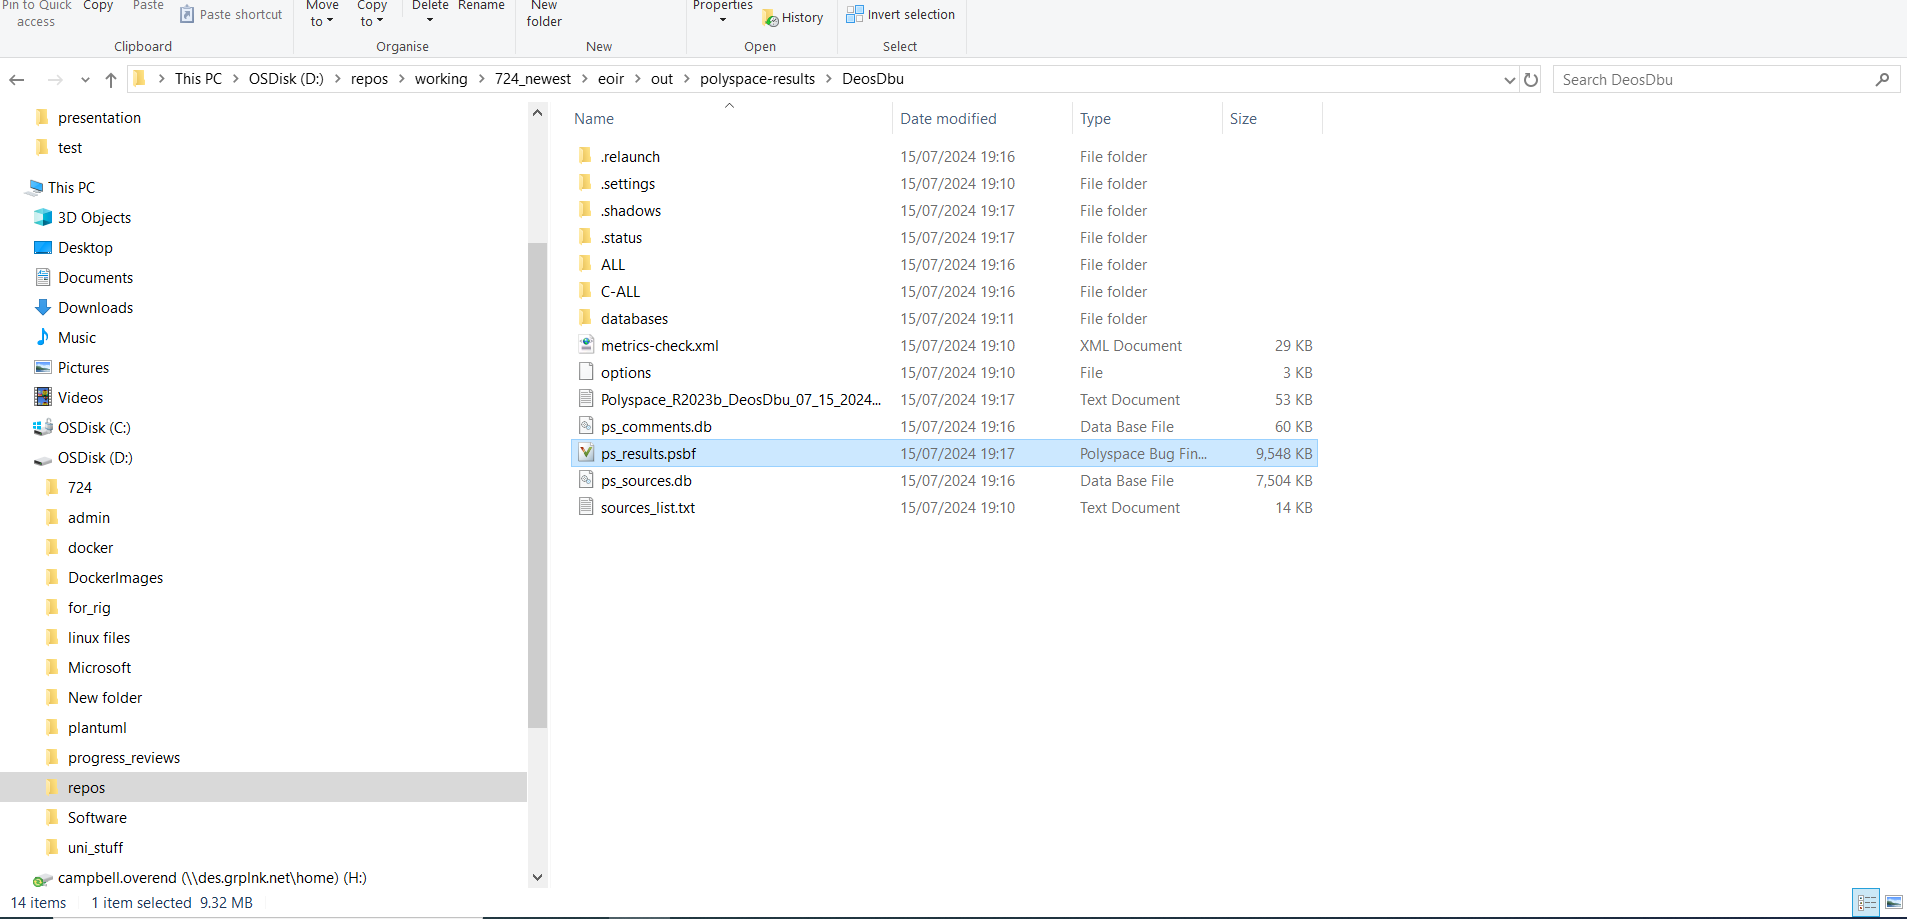 Pin to Quick access
Copy
Paste
Paste shortcut
Move to
Copy to
Delete
Rename
New folder
Properties
History
Invert selection
Clipboard
Organise
New
Open
Select
This PC > OSDisk (D:) > repos > working > 724_newest > eoir > out > polyspace-results > DeosDbu
Search DeosDbu
presentation
test
This PC
3D Objects
Desktop
Documents
Downloads
Music
Pictures
Videos
OSDisk (C:)
OSDisk (D:)
724
admin
docker
DockerImages
for_rig
linux files
Microsoft
New folder
plantuml
progress_reviews
repos
Software
uni_stuff
campbell.overend (\\des.grplnk.net\home) (H:)
Name Date modified Type Size
.relaunch 15/07/2024 19:16 File folder
.settings 15/07/2024 19:10 File folder
.shadows 15/07/2024 19:17 File folder
.status 15/07/2024 19:17 File folder
ALL 15/07/2024 19:16 File folder
C-ALL 15/07/2024 19:16 File folder
databases 15/07/2024 19:11 File folder
metrics-check.xml 15/07/2024 19:10 XML Document 29 KB
options 15/07/2024 19:10 File 3 KB
Polyspace_R2023b_DeosDbu_07_15_2024... 15/07/2024 19:17 Text Document 53 KB
ps_comments.db 15/07/2024 19:16 Data Base File 60 KB
ps_results.psbf 15/07/2024 19:17 Polyspace Bug Fin... 9,548 KB
ps_sources.db 15/07/2024 19:16 Data Base File 7,504 KB
sources_list.txt 15/07/2024 19:10 Text Document 14 KB
14 items 1 item selected 9.32 MB